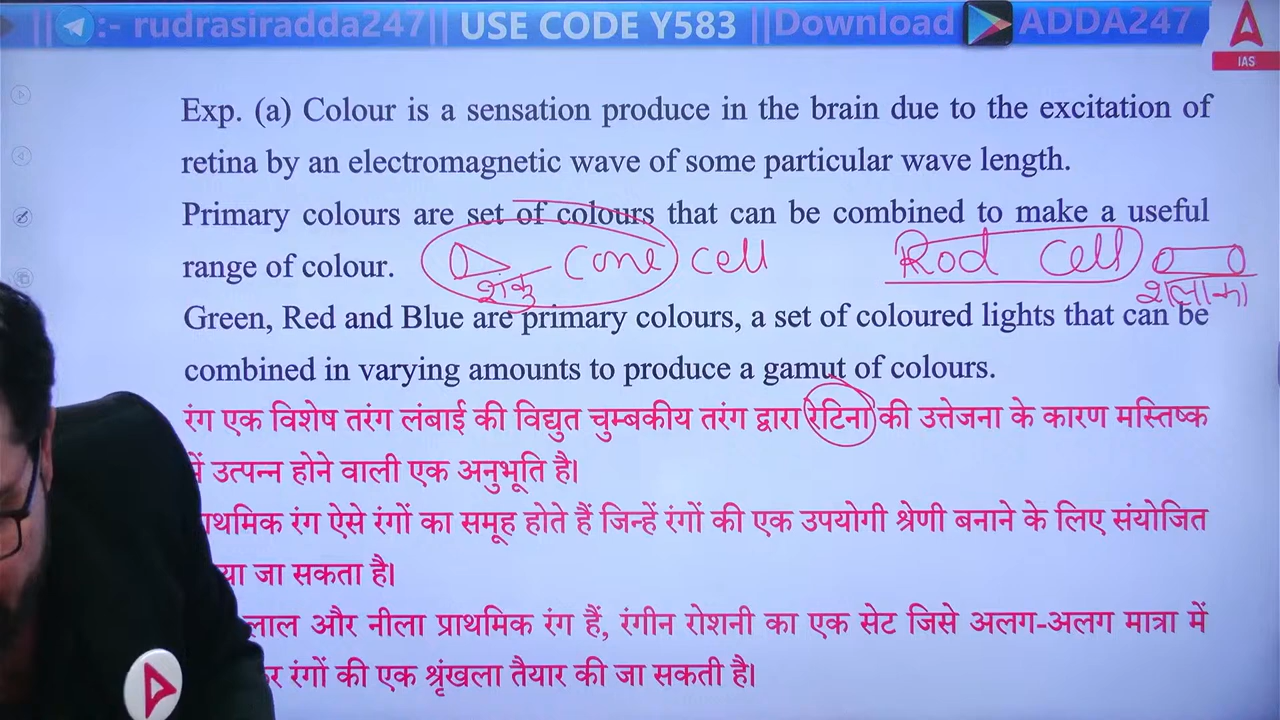 ||:- rudrasiradda247|| USE CODE Y583 ||Download ADDA247
IAS
Exp. (a) Colour is a sensation produce in the brain due to the excitation of
retina by an electromagnetic wave of some particular wave length.
Primary colours are set of colours that can be combined to make a useful
range of colour.
शंकु cone cell Rod cell शलाका
Green, Red and Blue are primary colours, a set of coloured lights that can be
combined in varying amounts to produce a gamut of colours.
रंग एक विशेष तरंग लंबाई की विद्युत चुम्बकीय तरंग द्वारा रेटिना की उत्तेजना के कारण मस्तिष्क
उत्पन्न होने वाली एक अनुभूति है।
रंग ऐसे रंगों का समूह होते हैं जिन्हें रंगों की एक उपयोगी श्रेणी बनाने के लिए संयोजित
जा सकता है।
लाल और नीला प्राथमिक रंग हैं, रंगीन रोशनी का एक सेट जिसे अलग-अलग मात्रा में
रंगों की एक श्रृंखला तैयार की जा सकती है।